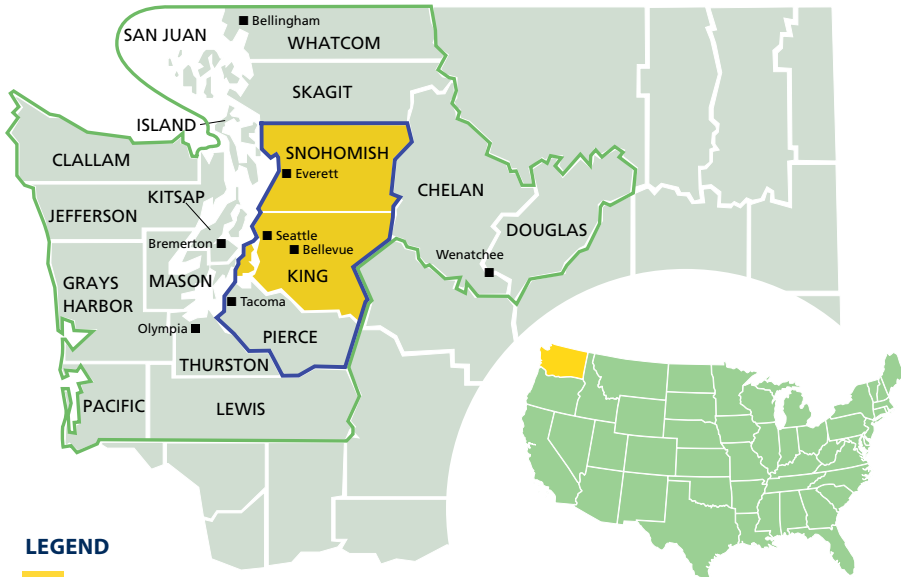 Bellingham
SAN JUAN
WHATCOM
SKAGIT
ISLAND
SNOHOMISH
CLALLAM
Everett
CHELAN
KITSAP
JEFFERSON
DOUGLAS
Seattle
Bremerton
Bellevue
Wenatchee
KING
MASON
GRAYS
HARBOR
Tacoma
Olympia
PIERCE
THURSTON
PACIFIC
LEWIS
LEGEND